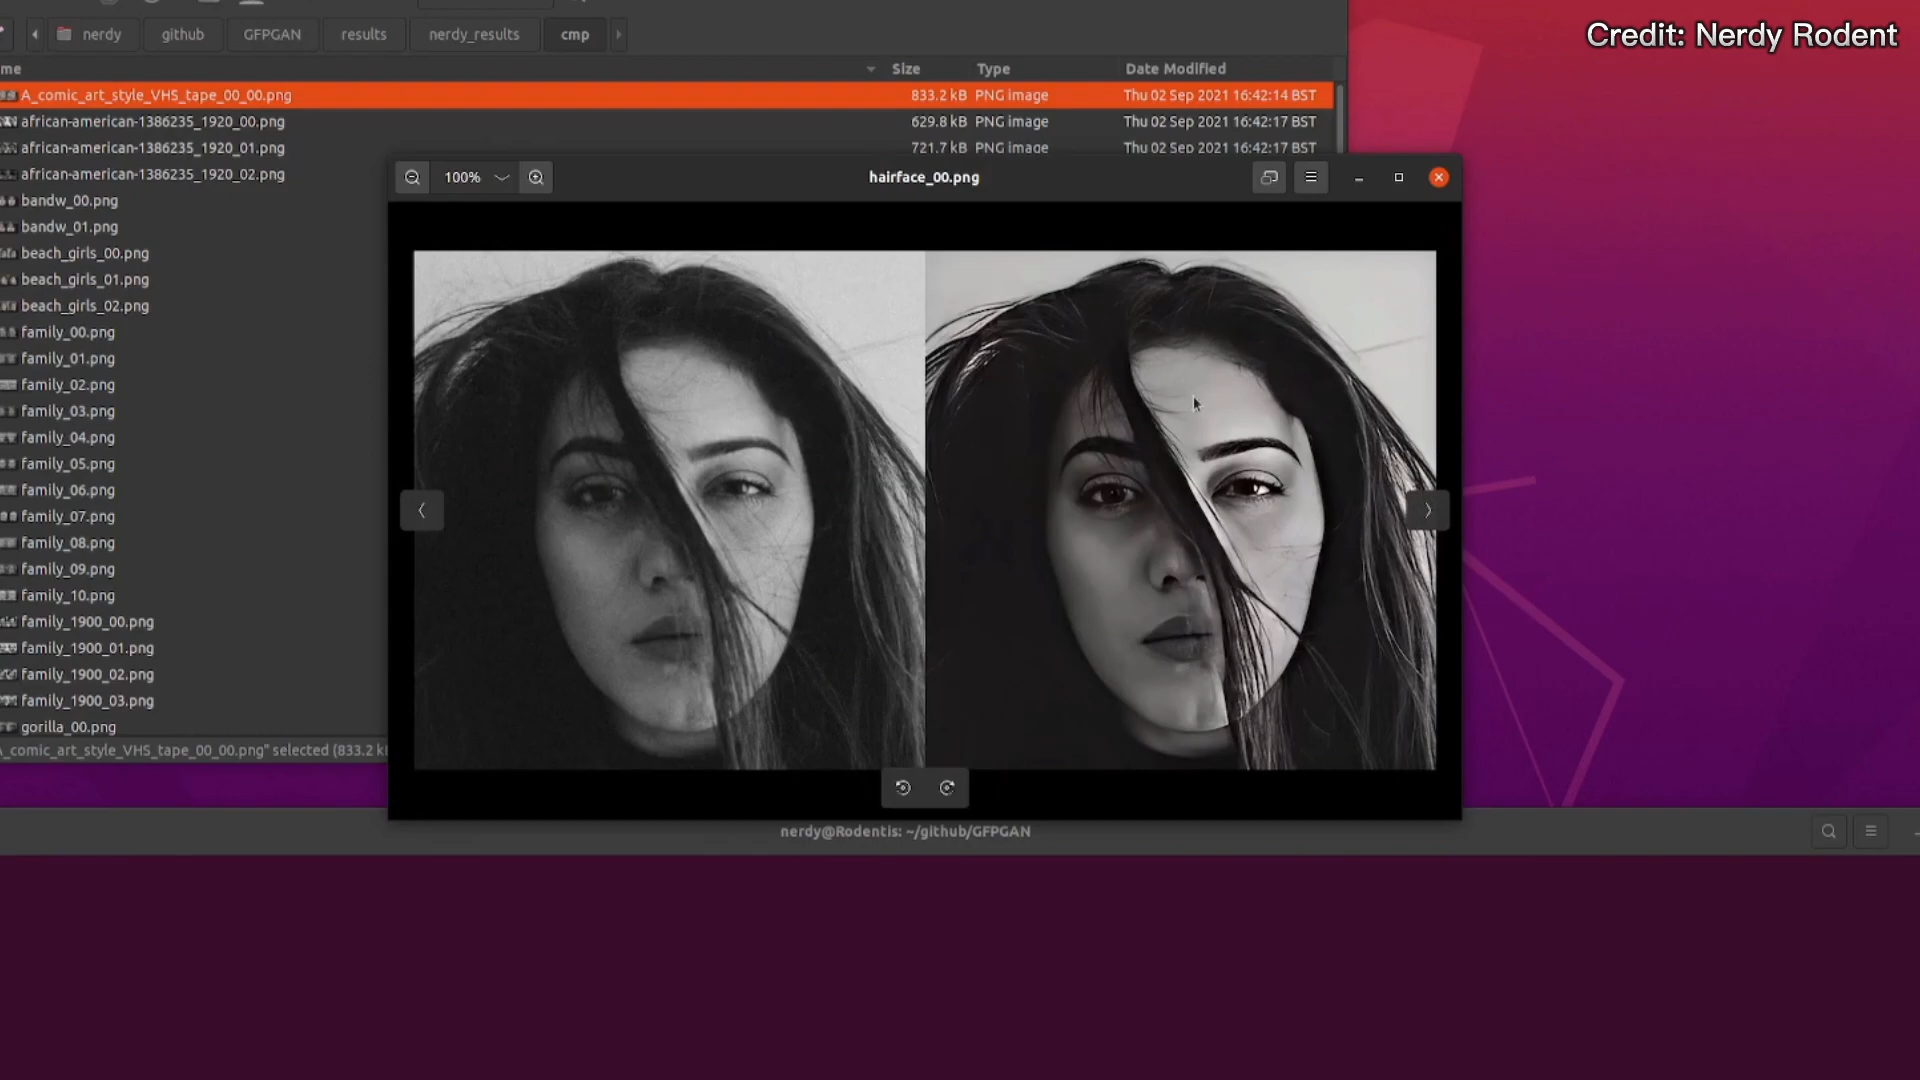 Credit: Nerdy Rodent
nerdy github GFPGAN results nerdy_results cmp
me Size Type Date Modified
A_comic_art_style_VHS_tape_00_00.png 833.2 kB PNG image Thu 02 Sep 2021 16:42:14 BST
african-american-1386235_1920_00.png 629.8 kB PNG image Thu 02 Sep 2021 16:42:17 BST
african-american-1386235_1920_01.png 721.7 kB PNG image Thu 02 Sep 2021 16:42:17 BST
african-american-1386235_1920_02.png
100% hairface_00.png
bandw_00.png
bandw_01.png
beach_girls_00.png
beach_girls_01.png
beach_girls_02.png
family_00.png
family_01.png
family_02.png
family_03.png
family_04.png
family_05.png
family_06.png
family_07.png
family_08.png
family_09.png
family_10.png
family_1900_00.png
family_1900_01.png
family_1900_02.png
family_1900_03.png
gorilla_00.png
_comic_art_style_VHS_tape_00_00.png" selected (833.2 k
nerdy@Rodentis: ~/github/GFPGAN